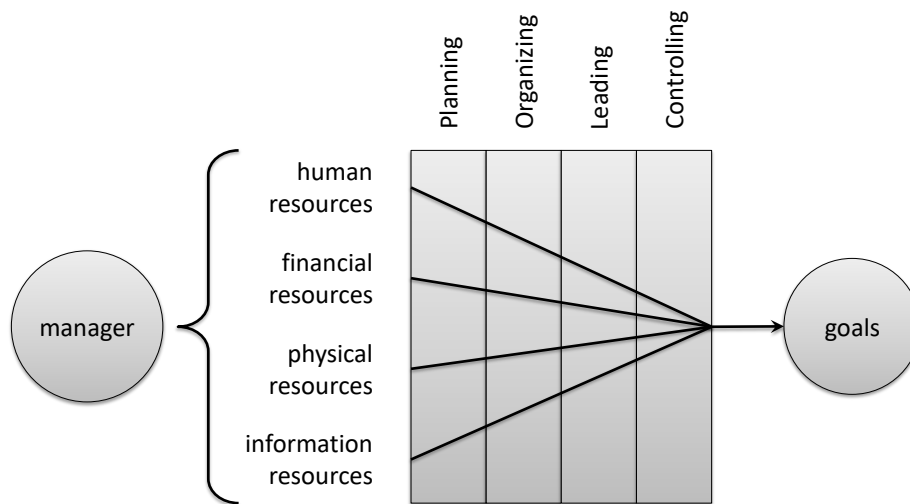 Planning
Organizing
Leading
Controlling
human
resources
financial
resources
manager
goals
physical
resources
information
resources